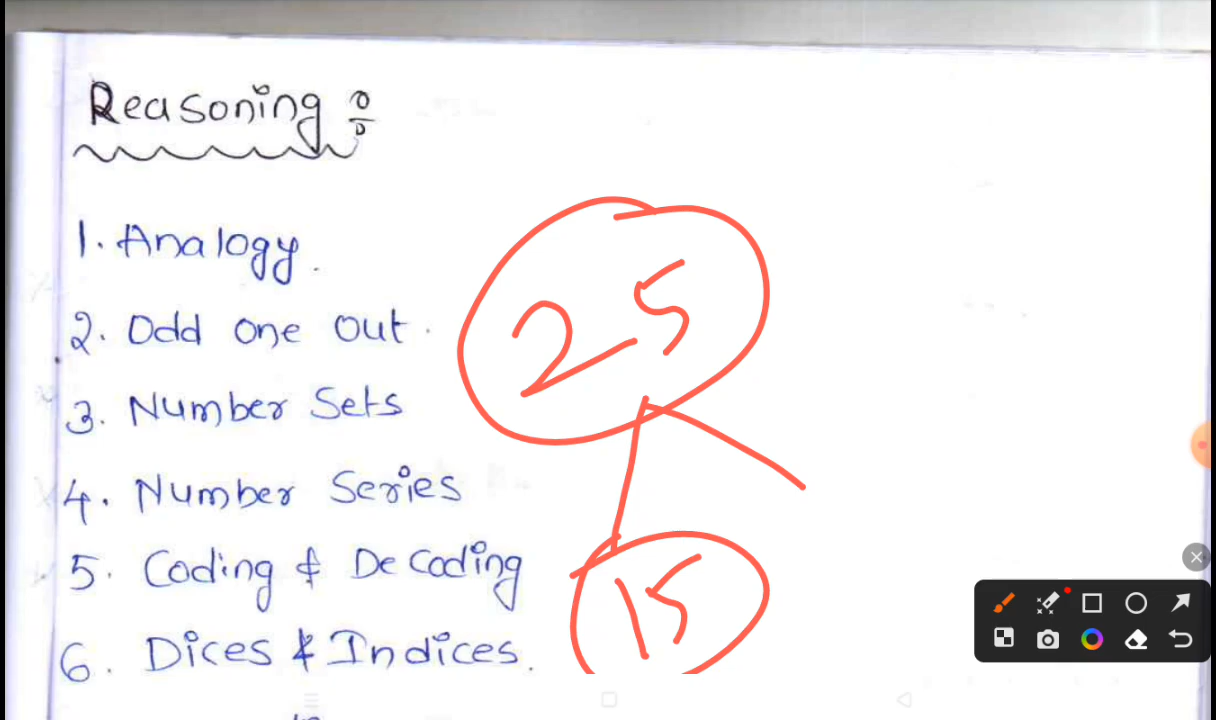 Reasoning :
1. Analogy.
2. Odd one out.
3. Number Sets
4. Number Series
5. Coding & De Coding
6. Dices & Indices.
25
15